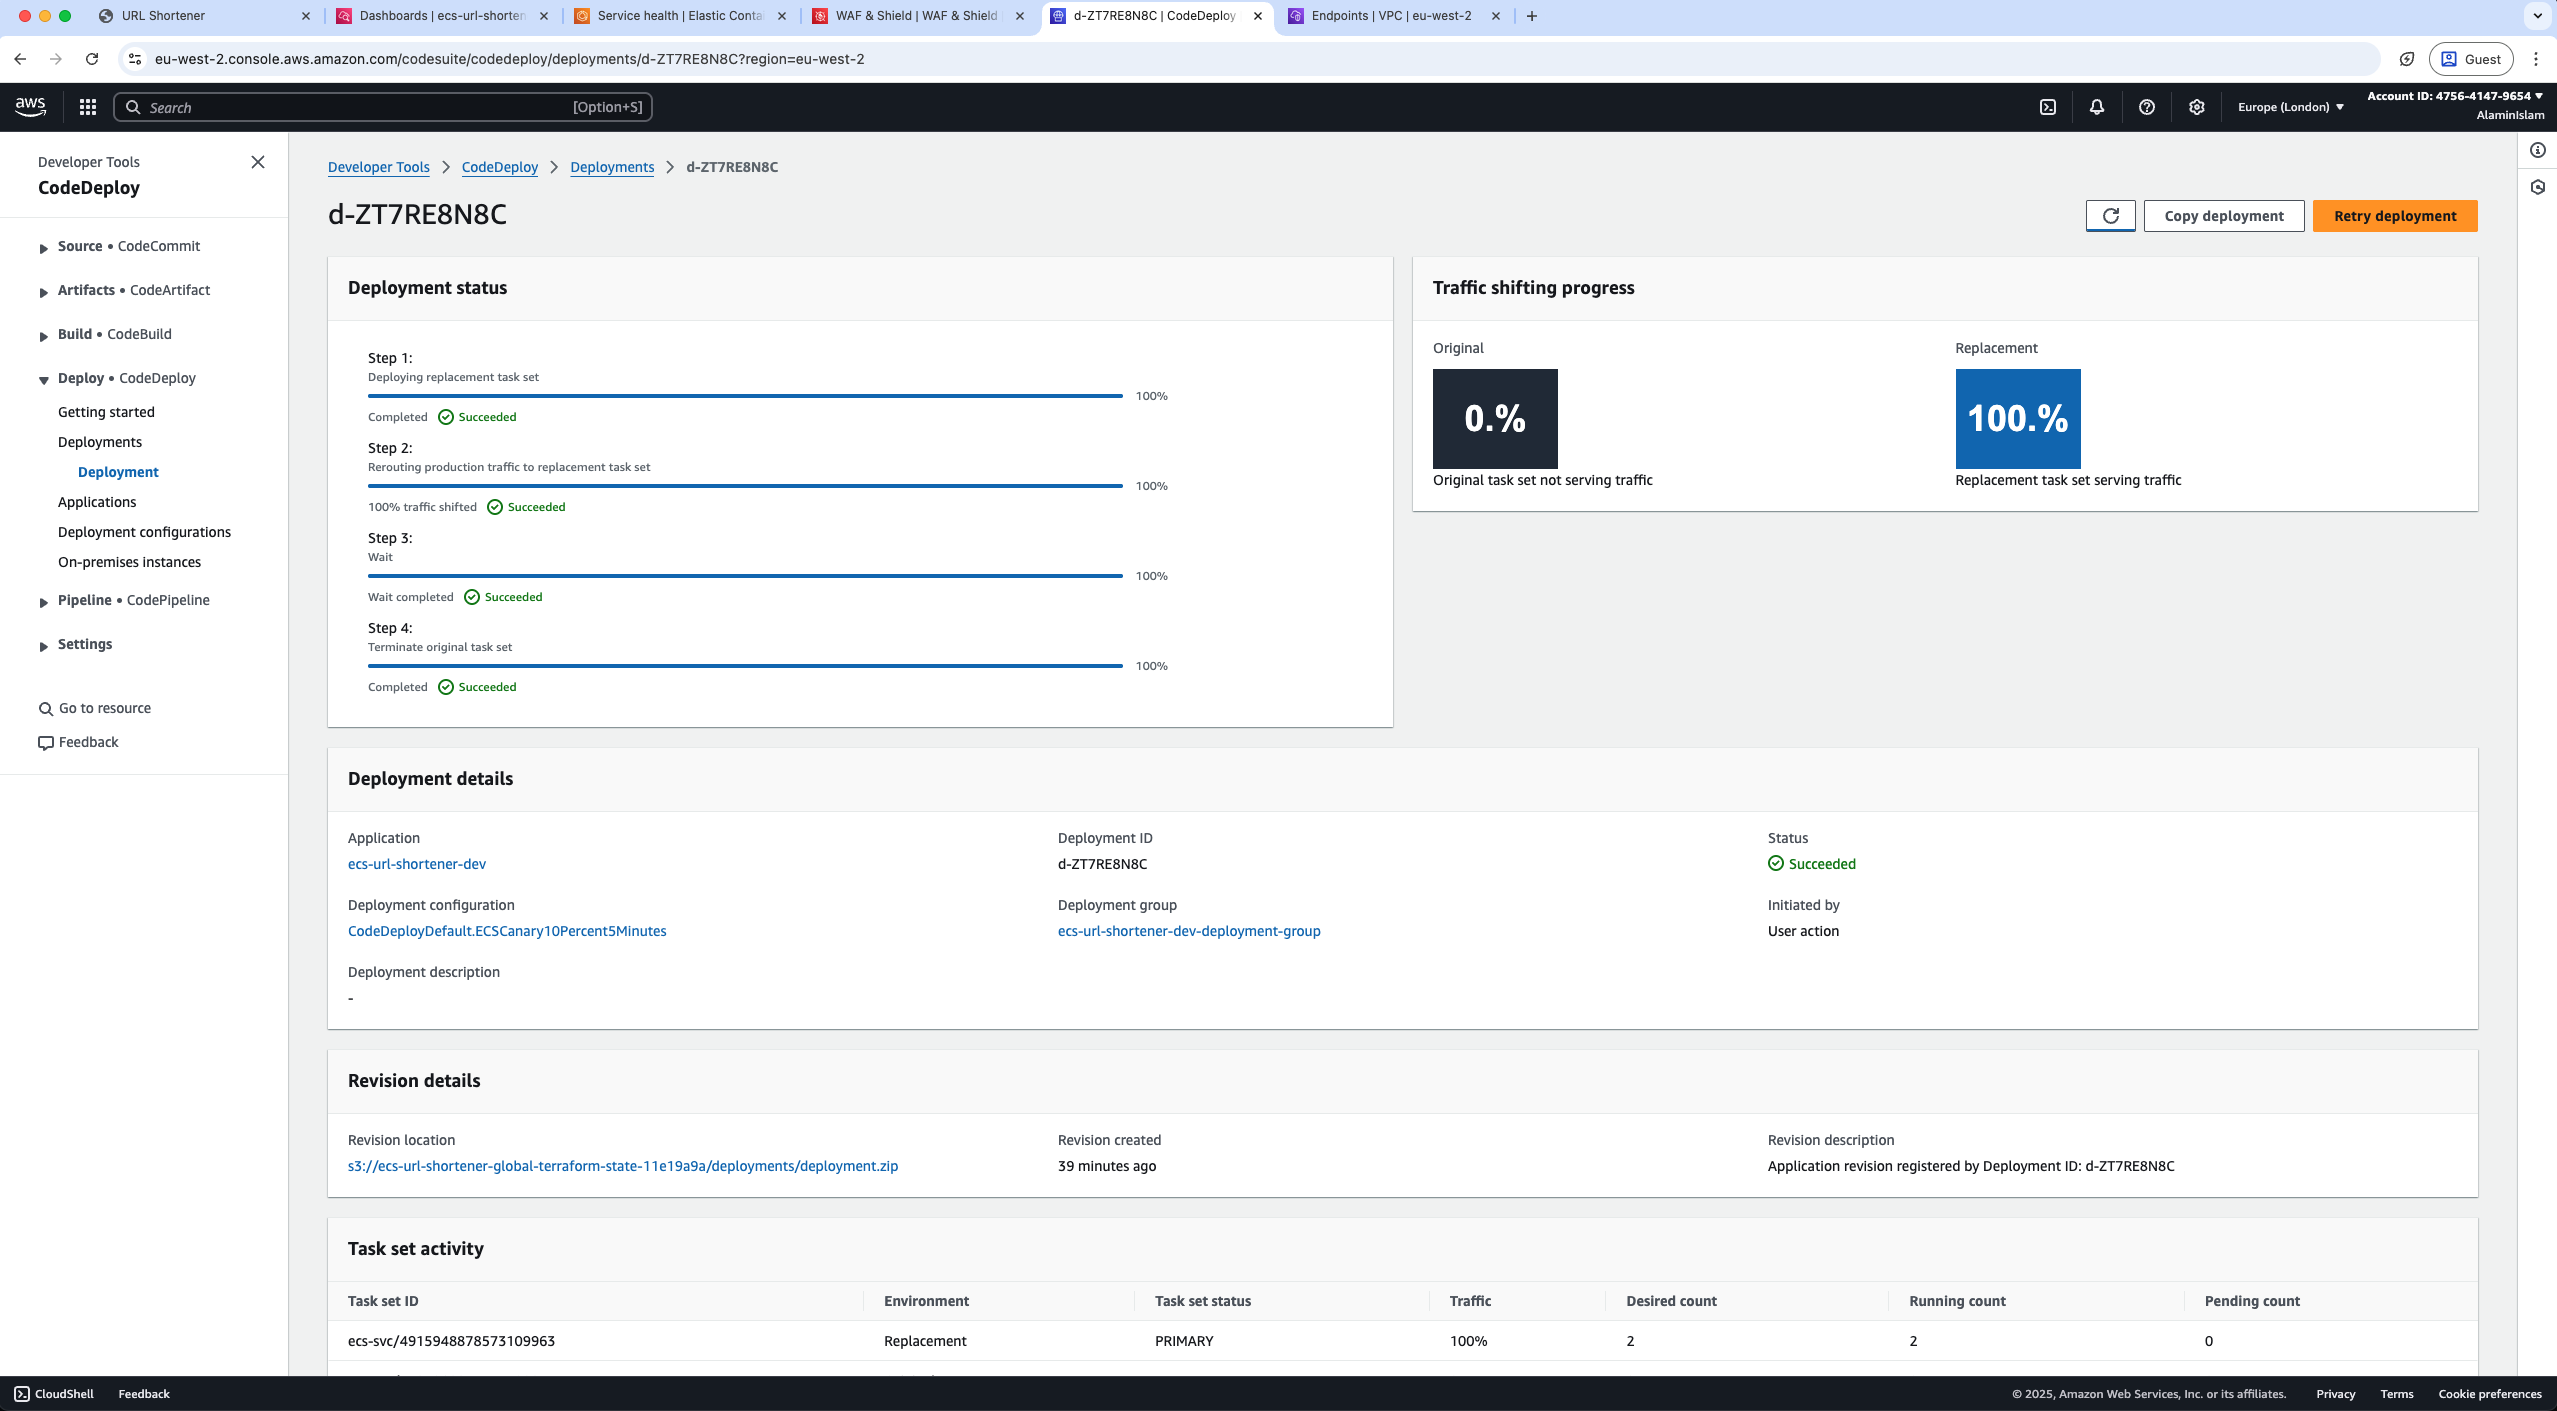 URL Shortener
Dashboards | ecs-url-shorten
Service health | Elastic Conta
WAF & Shield | WAF & Shield
d-ZT7RE8N8C | CodeDeploy
Endpoints | VPC | eu-west-2
eu-west-2.console.aws.amazon.com/codesuite/codedeploy/deployments/d-ZT7RE8N8C?region=eu-west-2
Guest
aws
Search
[Option+S]
Europe (London)
Account ID: 4756-4147-9654
AlaminIslam
Developer Tools
CodeDeploy
Source • CodeCommit
Artifacts • CodeArtifact
Build • CodeBuild
Deploy • CodeDeploy
Getting started
Deployments
Deployment
Applications
Deployment configurations
On-premises instances
Pipeline • CodePipeline
Settings
Go to resource
Feedback
Developer Tools > CodeDeploy > Deployments > d-ZT7RE8N8C
d-ZT7RE8N8C
Copy deployment
Retry deployment
Deployment status
Step 1:
Deploying replacement task set
100%
Completed Succeeded
Step 2:
Rerouting production traffic to replacement task set
100%
100% traffic shifted Succeeded
Step 3:
Wait
100%
Wait completed Succeeded
Step 4:
Terminate original task set
100%
Completed Succeeded
Traffic shifting progress
Original
0.%
Original task set not serving traffic
Replacement
100.%
Replacement task set serving traffic
Deployment details
Application
ecs-url-shortener-dev
Deployment ID
d-ZT7RE8N8C
Status
Succeeded
Deployment configuration
CodeDeployDefault.ECSCanary10Percent5Minutes
Deployment group
ecs-url-shortener-dev-deployment-group
Initiated by
User action
Deployment description
-
Revision details
Revision location
s3://ecs-url-shortener-global-terraform-state-11e19a9a/deployments/deployment.zip
Revision created
39 minutes ago
Revision description
Application revision registered by Deployment ID: d-ZT7RE8N8C
Task set activity
Task set ID Environment Task set status Traffic Desired count Running count Pending count
ecs-svc/4915948878573109963 Replacement PRIMARY 100% 2 2 0
CloudShell
Feedback
© 2025, Amazon Web Services, Inc. or its affiliates.
Privacy
Terms
Cookie preferences